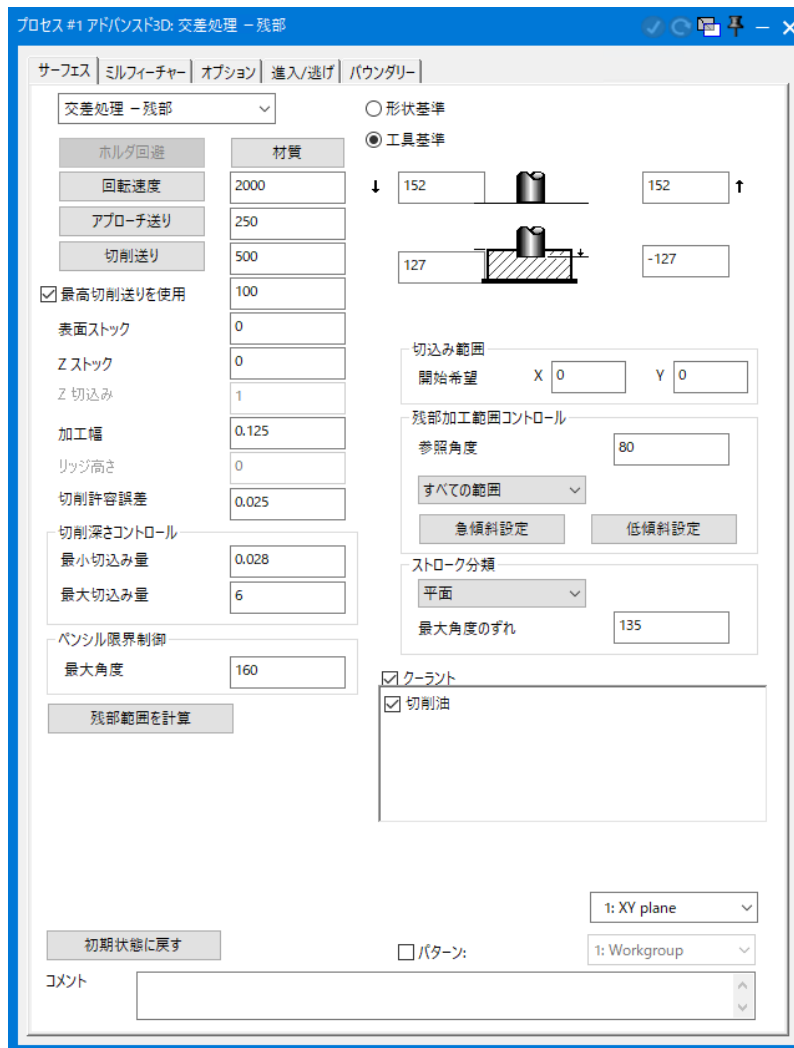 プロセス #1 アドバンスド3D: 交差処理 – 残部
サーフェス ミルフィーチャー オプション 進入/逃げ バウンダリー
交差処理 – 残部
形状基準
工具基準
ホルダ回避 材質
回転速度 2000
152 152
アプローチ送り 250
切削送り 500
127 -127
最高切削送りを使用 100
表面ストック 0
Z ストック 0
Z 切込み 1
加工幅 0.125
リッジ高さ 0
切削許容誤差 0.025
切削深さコントロール
最小切込み量 0.028
最大切込み量 6
ペンシル限界制御
最大角度 160
残部範囲を計算
切込み範囲
開始希望 X 0 Y 0
残部加工範囲コントロール
参照角度 80
すべての範囲
急傾斜設定 低傾斜設定
ストローク分類
平面
最大角度のずれ 135
クーラント
切削油
1: XY plane
初期状態に戻す
パターン: 1: Workgroup
コメント